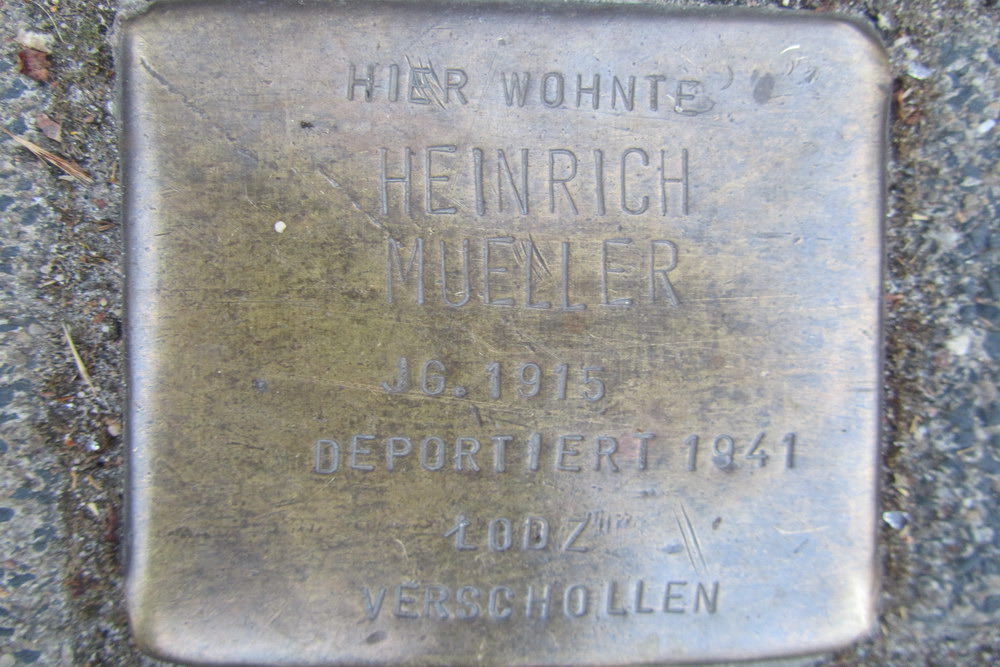 HIER WOHNTE
HEINRICH
MUELLER
JG. 1915
DEPORTIERT 1941
ŁODZ
VERSCHOLLEN